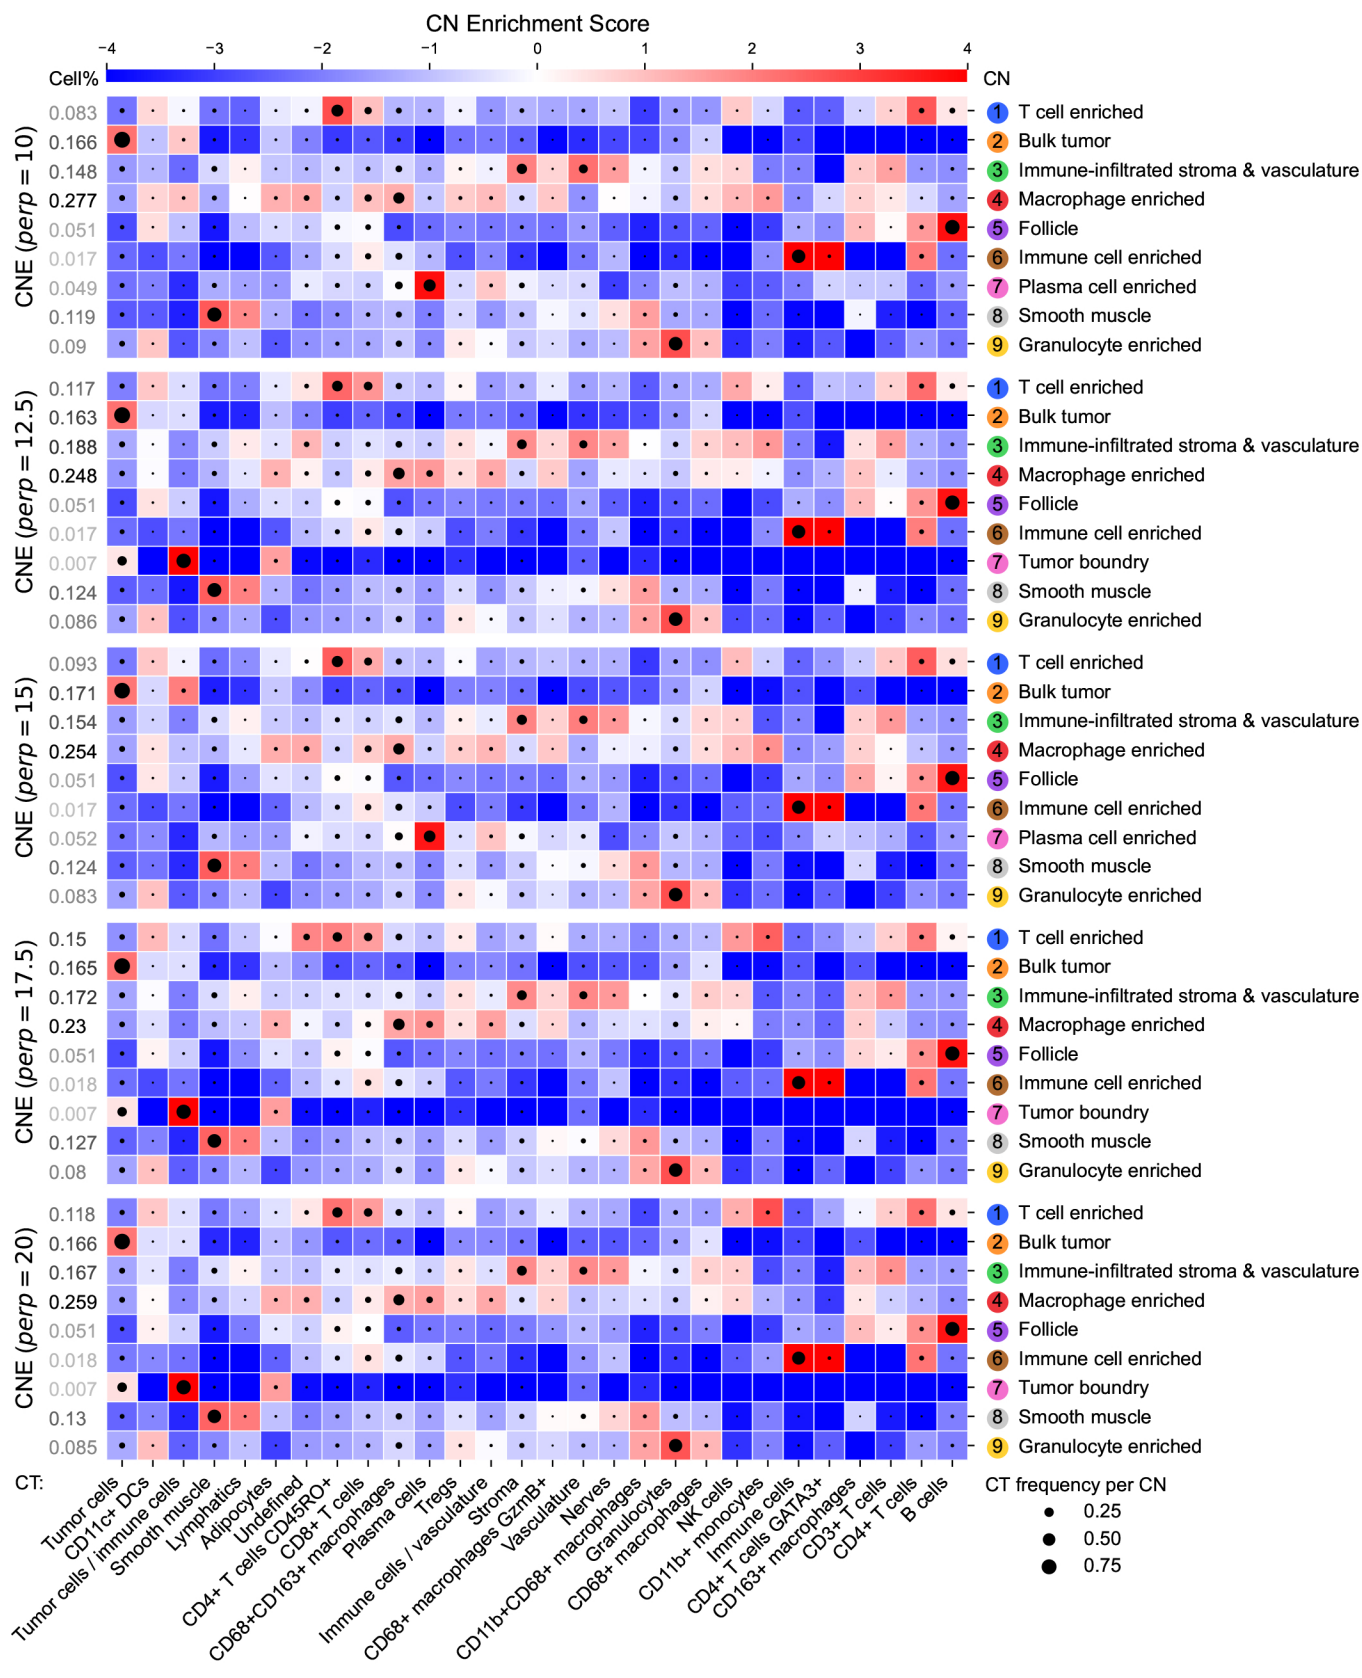 CN Enrichment Score
−4 −3 −2 −1 0 1 2 3 4
Cell% CN
CNE (perp = 10)
0.083 1 T cell enriched
0.166 2 Bulk tumor
0.148 3 Immune-infiltrated stroma & vasculature
0.277 4 Macrophage enriched
0.051 5 Follicle
0.017 6 Immune cell enriched
0.049 7 Plasma cell enriched
0.119 8 Smooth muscle
0.09 9 Granulocyte enriched
CNE (perp = 12.5)
0.117 1 T cell enriched
0.163 2 Bulk tumor
0.188 3 Immune-infiltrated stroma & vasculature
0.248 4 Macrophage enriched
0.051 5 Follicle
0.017 6 Immune cell enriched
0.007 7 Tumor boundry
0.124 8 Smooth muscle
0.086 9 Granulocyte enriched
CNE (perp = 15)
0.093 1 T cell enriched
0.171 2 Bulk tumor
0.154 3 Immune-infiltrated stroma & vasculature
0.254 4 Macrophage enriched
0.051 5 Follicle
0.017 6 Immune cell enriched
0.052 7 Plasma cell enriched
0.124 8 Smooth muscle
0.083 9 Granulocyte enriched
CNE (perp = 17.5)
0.15 1 T cell enriched
0.165 2 Bulk tumor
0.172 3 Immune-infiltrated stroma & vasculature
0.23 4 Macrophage enriched
0.051 5 Follicle
0.018 6 Immune cell enriched
0.007 7 Tumor boundry
0.127 8 Smooth muscle
0.08 9 Granulocyte enriched
CNE (perp = 20)
0.118 1 T cell enriched
0.166 2 Bulk tumor
0.167 3 Immune-infiltrated stroma & vasculature
0.259 4 Macrophage enriched
0.051 5 Follicle
0.018 6 Immune cell enriched
0.007 7 Tumor boundry
0.13 8 Smooth muscle
0.085 9 Granulocyte enriched
CT:
Tumor cells
CD11c+ DCs
Tumor cells / immune cells
Smooth muscle
Lymphatics
Adipocytes
Undefined
CD4+ T cells CD45RO+
CD8+ T cells
CD68+CD163+ macrophages
Plasma cells
Tregs
Immune cells / vasculature
Stroma
CD68+ macrophages GzmB+
Vasculature
Nerves
CD11b+CD68+ macrophages
Granulocytes
CD68+ macrophages
NK cells
CD11b+ monocytes
Immune cells
CD4+ T cells GATA3+
CD163+ macrophages
CD3+ T cells
CD4+ T cells
B cells
CT frequency per CN
0.25
0.50
0.75